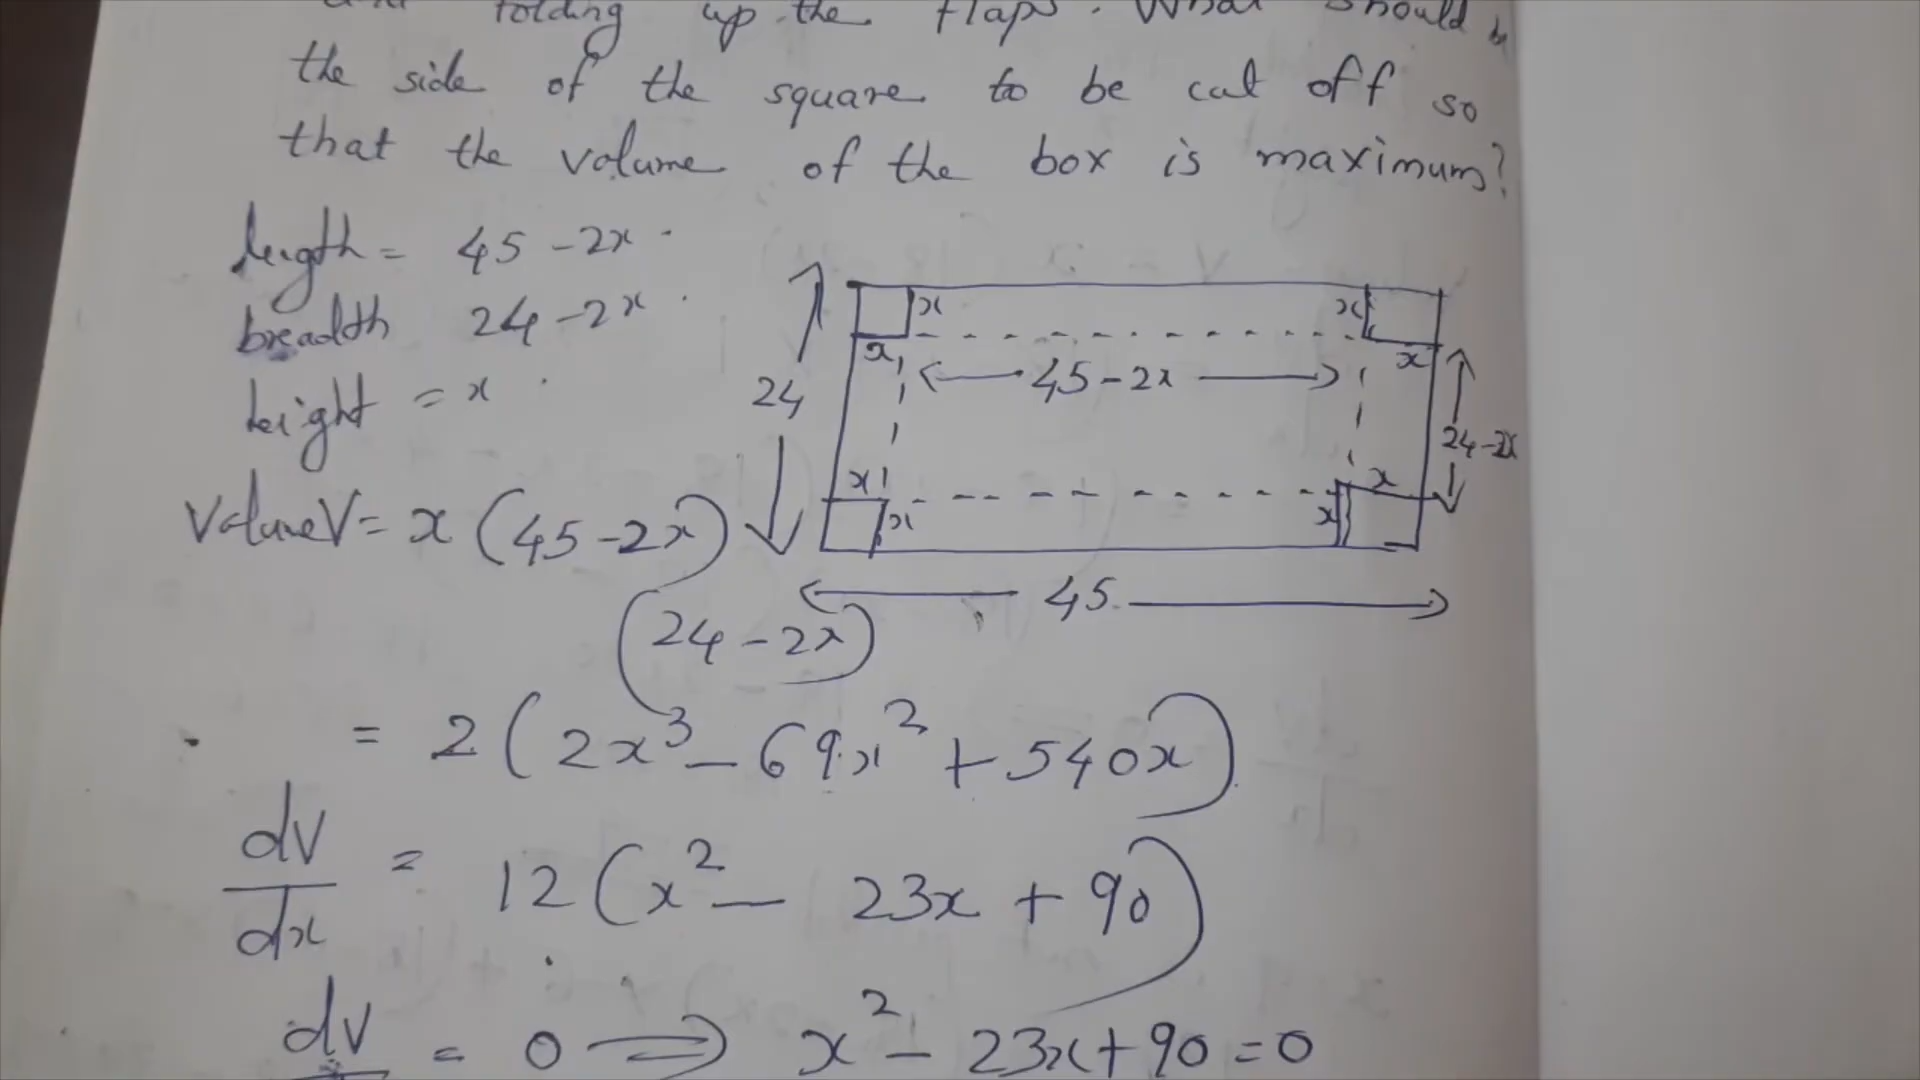 and folding up the flaps. What should be
the side of the square to be cut off so
that the volume of the box is maximum?
length = 45 - 2x
breadth 24 - 2x
height = x
Volume V = x (45 - 2x)
(24 - 2x)
= 2 (2x³ - 69x² + 540x)
dV/dx = 12 (x² - 23x + 90)
dV
= 0 ⟹ x² - 23x + 90 = 0
x
x
x
x
45 - 2x
24
24 - 2x
x
x
x
x
45